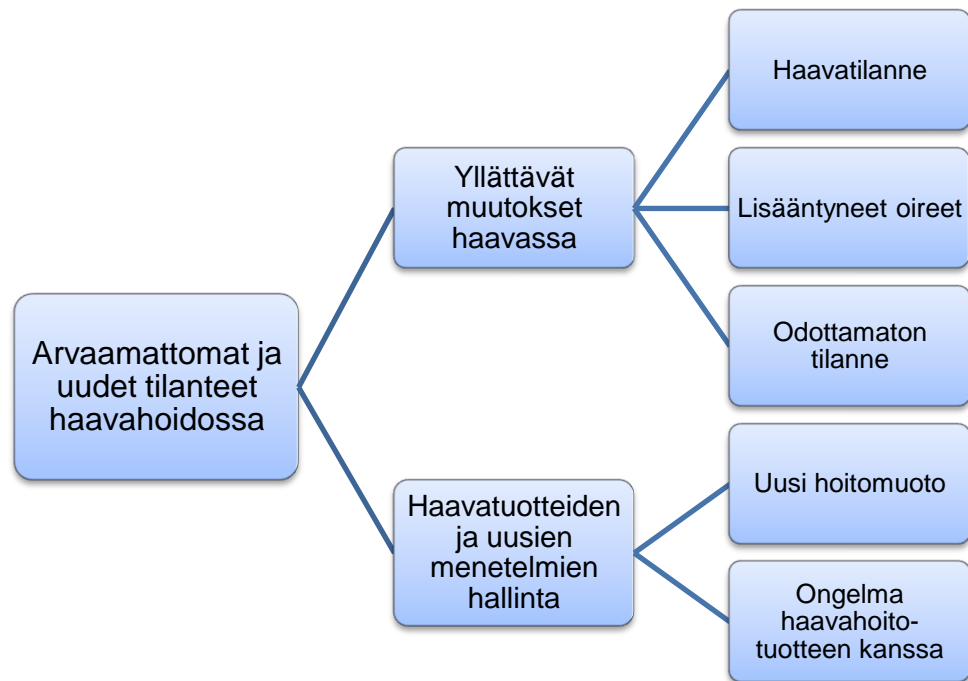 Arvaamattomat ja
uudet tilanteet
haavahoidossa
Yllättävät
muutokset
haavassa
Haavatilanne
Lisääntyneet oireet
Odottamaton
tilanne
Haavatuotteiden
ja uusien
menetelmien
hallinta
Uusi hoitomuoto
Ongelma
haavahoito-
tuotteen kanssa